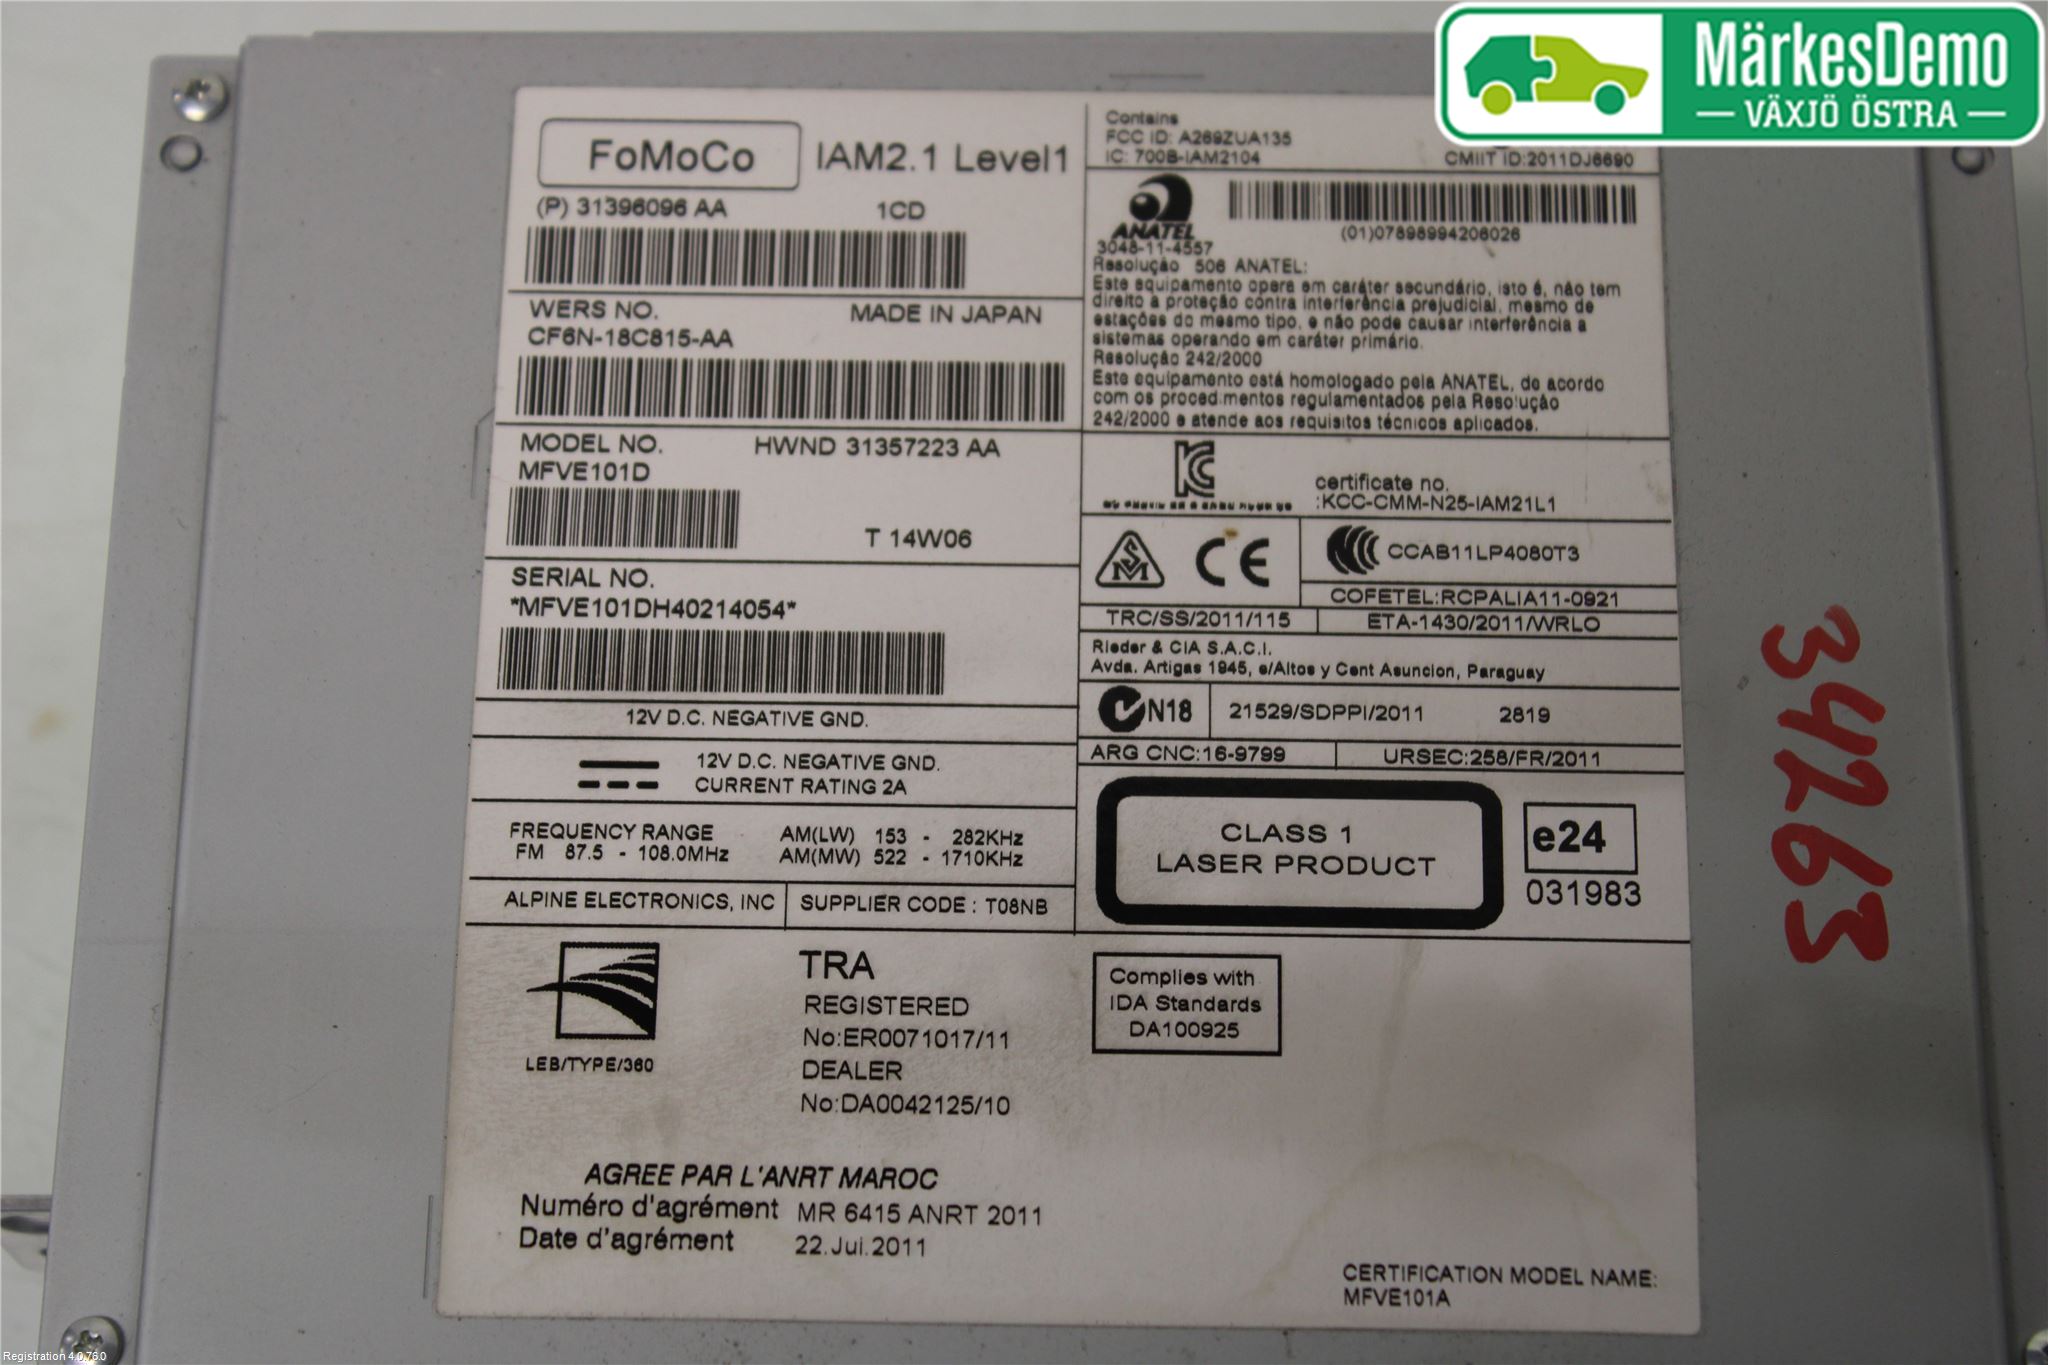 MärkesDemo
VÄXJÖ ÖSTRA
FoMoCo IAM2.1 Level1
(P) 31396096 AA 1CD
WERS NO. MADE IN JAPAN
CF6N-18C815-AA
MODEL NO. HWND 31357223 AA
MFVE101D
T 14W06
SERIAL NO.
*MFVE101DH40214054*
12V D.C. NEGATIVE GND.
12V D.C. NEGATIVE GND.
CURRENT RATING 2A
FREQUENCY RANGE AM(LW) 153 - 282KHz
FM 87.5 - 108.0MHz AM(MW) 522 - 1710KHz
ALPINE ELECTRONICS, INC SUPPLIER CODE : T08NB
LEB/TYPE/360
TRA
REGISTERED
No:ER0071017/11
DEALER
No:DA0042125/10
AGREE PAR L'ANRT MAROC
Numéro d'agrément MR 6415 ANRT 2011
Date d'agrément 22.Jui.2011
Contains
FCC ID: A269ZUA135
IC: 700B-IAM2104 CMIIT ID:2011DJ6690
ANATEL
3048-11-4557
(01)07898994206026
Resolução 506 ANATEL:
Este equipamento opera em caráter secundário, isto é, não tem
direito a proteção contra interferência prejudicial, mesmo de
estações do mesmo tipo, e não pode causar interferência a
sistemas operando em caráter primário.
Resolução 242/2000
Este equipamento está homologado pela ANATEL, de acordo
com os procedimentos regulamentados pela Resolução
242/2000 e atende aos requisitos técnicos aplicados.
certificate no.
:KCC-CMM-N25-IAM21L1
CE CCAB11LP4080T3
COFETEL:RCPALIA11-0921
TRC/SS/2011/115 ETA-1430/2011/WRLO
Rieder & CIA S.A.C.I.
Avda. Artigas 1945, e/Altos y Cent Asuncion, Paraguay
N18 21529/SDPPI/2011 2819
ARG CNC:16-9799 URSEC:258/FR/2011
CLASS 1
LASER PRODUCT
e24
031983
Complies with
IDA Standards
DA100925
CERTIFICATION MODEL NAME:
MFVE101A
34263
Registration 4.0.76.0